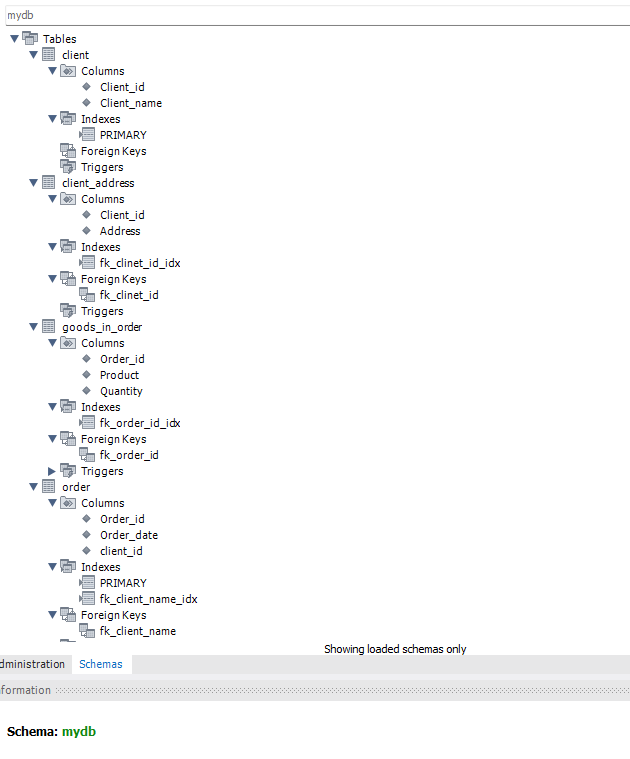 mydb
Tables
client
Columns
Client_id
Client_name
Indexes
PRIMARY
Foreign Keys
Triggers
client_address
Columns
Client_id
Address
Indexes
fk_clinet_id_idx
Foreign Keys
fk_clinet_id
Triggers
goods_in_order
Columns
Order_id
Product
Quantity
Indexes
fk_order_id_idx
Foreign Keys
fk_order_id
Triggers
order
Columns
Order_id
Order_date
client_id
Indexes
PRIMARY
fk_client_name_idx
Foreign Keys
fk_client_name
Showing loaded schemas only
dministration Schemas
nformation
Schema: mydb